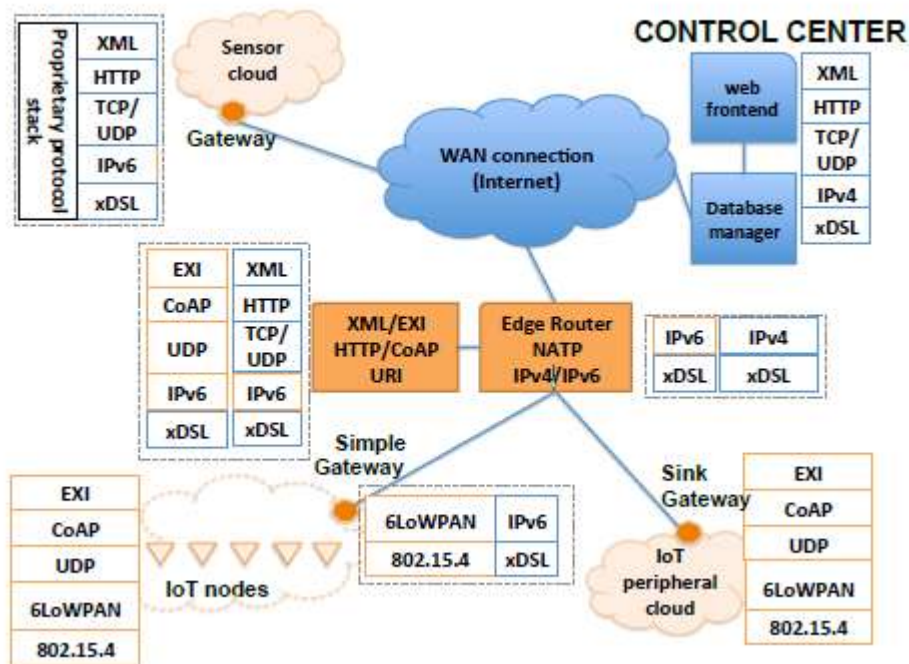 Proprietary protocol
stack
XML
HTTP
TCP/
UDP
IPv6
xDSL
Sensor
cloud
Gateway
WAN connection
(Internet)
CONTROL CENTER
web
frontend
Database
manager
XML
HTTP
TCP/
UDP
IPv4
xDSL
EXI
CoAP
UDP
IPv6
xDSL
XML
HTTP
TCP/
UDP
IPv6
xDSL
XML/EXI
HTTP/CoAP
URI
Edge Router
NATP
IPv4/IPv6
IPv6
IPv4
xDSL
xDSL
Simple
Gateway
Sink
Gateway
EXI
CoAP
UDP
6LoWPAN
802.15.4
IoT nodes
6LoWPAN
IPv6
802.15.4
xDSL
IoT
peripheral
cloud
EXI
CoAP
UDP
6LoWPAN
802.15.4